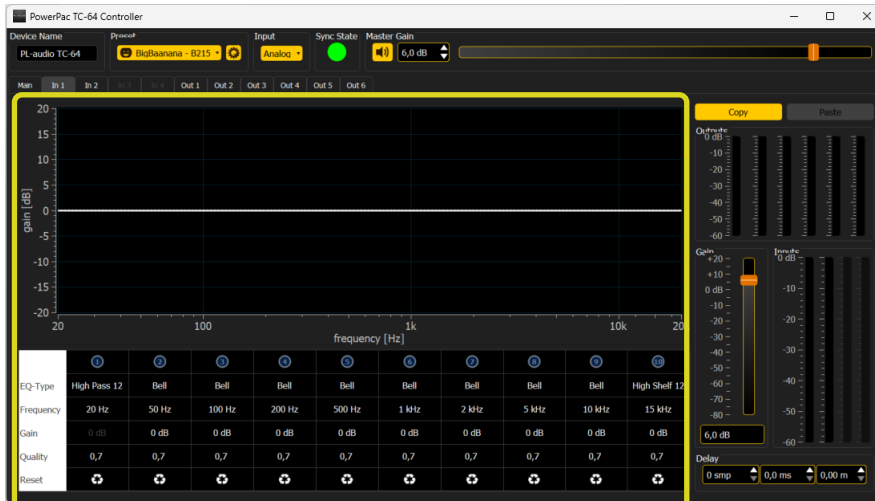 PowerPac TC-64 Controller
Device Name Preset Input Sync State Master Gain
PL-audio TC-64 BigBaanana - B215 Analog 6,0 dB
Main In 1 In 2 In 3 In 4 Out 1 Out 2 Out 3 Out 4 Out 5 Out 6
Copy Paste
20
15
10
5
0
-5
-10
-15
-20
gain [dB]
20 100 1k 10k 20
frequency [Hz]
1 2 3 4 5 6 7 8 9 10
EQ-Type High Pass 12 Bell Bell Bell Bell Bell Bell Bell Bell High Shelf 12
Frequency 20 Hz 50 Hz 100 Hz 200 Hz 500 Hz 1 kHz 2 kHz 5 kHz 10 kHz 15 kHz
Gain 0 dB 0 dB 0 dB 0 dB 0 dB 0 dB 0 dB 0 dB 0 dB 0 dB
Quality 0,7 0,7 0,7 0,7 0,7 0,7 0,7 0,7 0,7 0,7
Reset
Outputs
0 dB
-10
-20
-30
-40
-50
-60
Gain
+20
+10
0 dB
-10
-20
-30
-40
-50
-60
-70
-80
6,0 dB
Inputs
0 dB
-10
-20
-30
-40
-50
-60
Delay
0 smp 0,0 ms 0,00 m